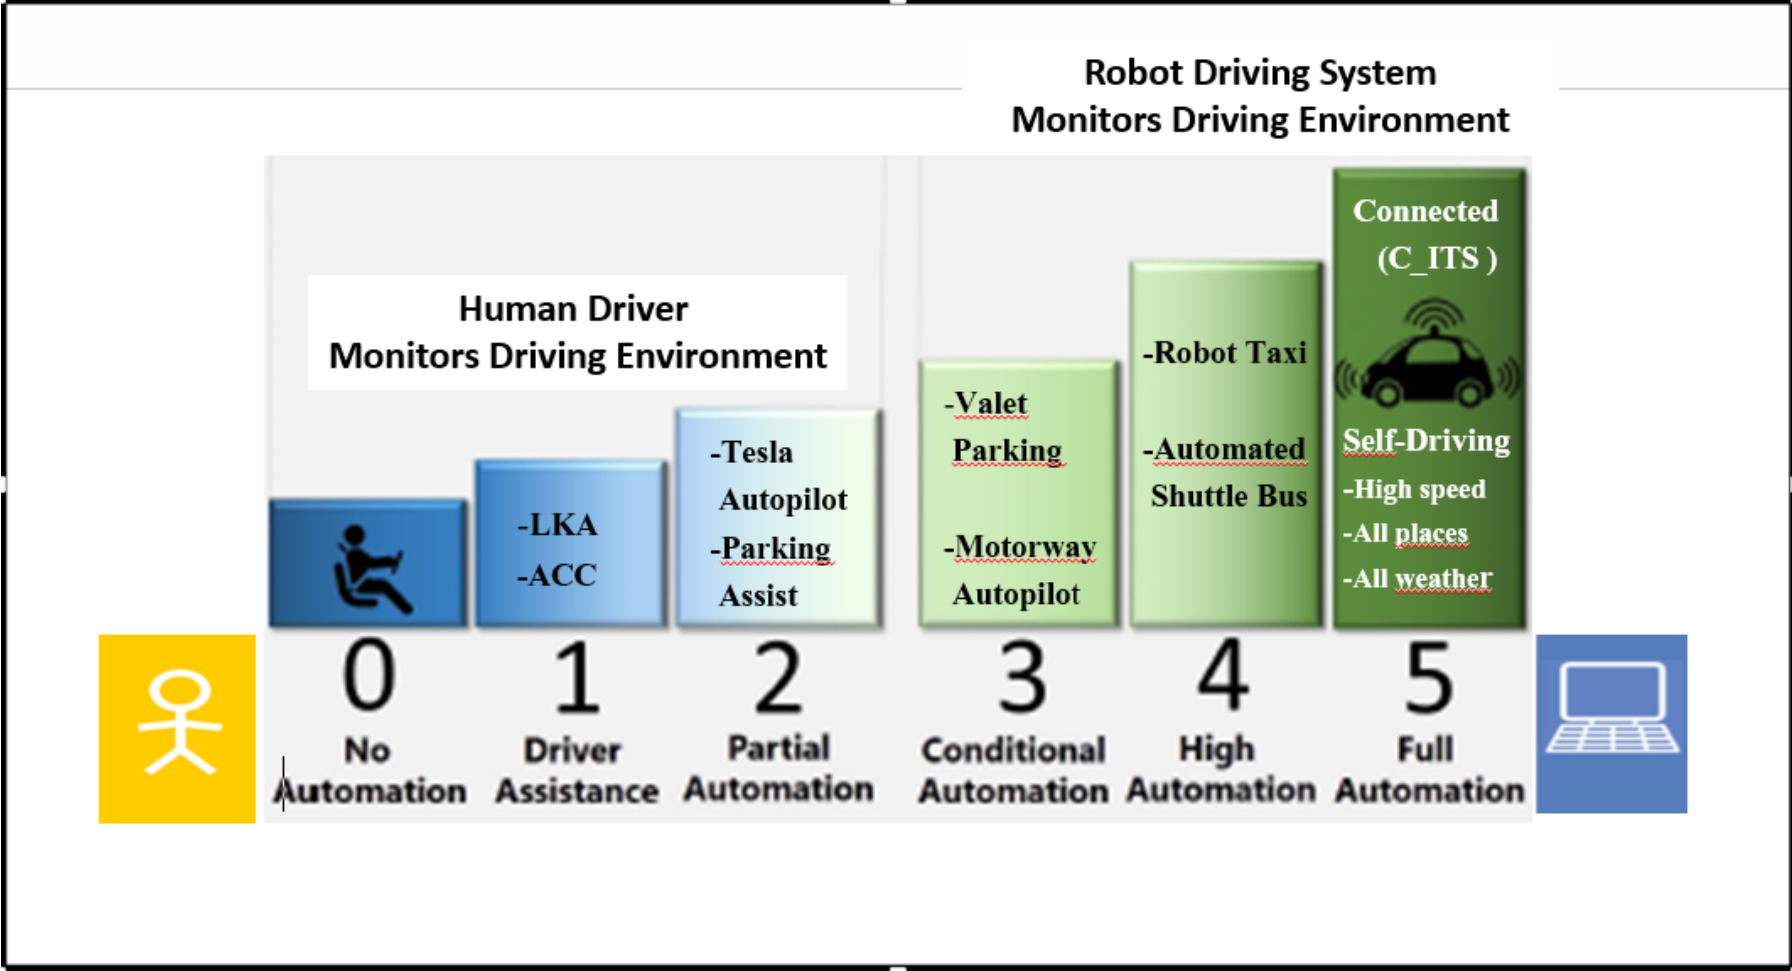 Robot Driving System
Monitors Driving Environment
Human Driver
Monitors Driving Environment
-LKA
-ACC
-Tesla
Autopilot
-Parking
Assist
-Valet
Parking
-Motorway
Autopilot
-Robot Taxi
-Automated
Shuttle Bus
Connected
(C_ITS )
Self-Driving
-High speed
-All places
-All weather
0
No
Automation
1
Driver
Assistance
2
Partial
Automation
3
Conditional
Automation
4
High
Automation
5
Full
Automation